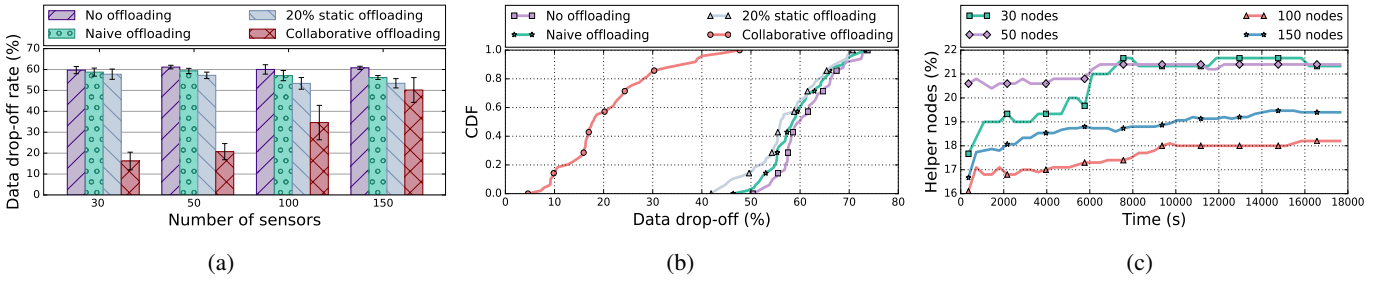 No offloading
20% static offloading
Naive offloading
Collaborative offloading
Data drop-off rate (%)
70
60
50
40
30
20
10
0
30
50
100
150
Number of sensors
(a)
No offloading
20% static offloading
Naive offloading
Collaborative offloading
CDF
1.0
0.8
0.6
0.4
0.2
0.0
0
10
20
30
40
50
60
70
80
Data drop-off (%)
(b)
30 nodes
100 nodes
50 nodes
150 nodes
Helper nodes (%)
22
21
20
19
18
17
16
0
2000
4000
6000
8000
10000
12000
14000
16000
18000
Time (s)
(c)